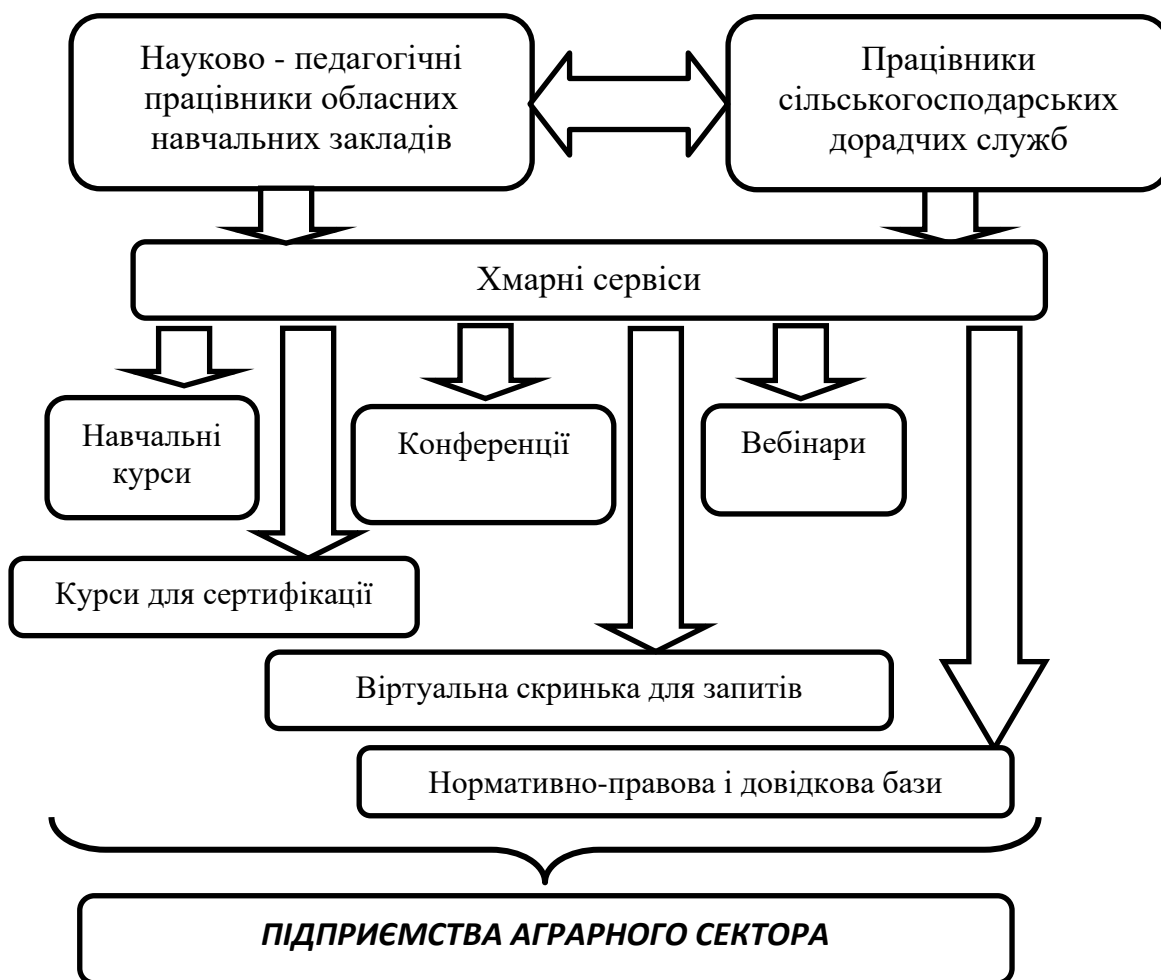 Науково - педагогічні
працівники обласних
навчальних закладів
Працівники
сільськогосподарських
дорадчих служб
Хмарні сервіси
Навчальні
курси
Конференції
Вебінари
Курси для сертифікації
Віртуальна скринька для запитів
Нормативно-правова і довідкова бази
ПІДПРИЄМСТВА АГРАРНОГО СЕКТОРА